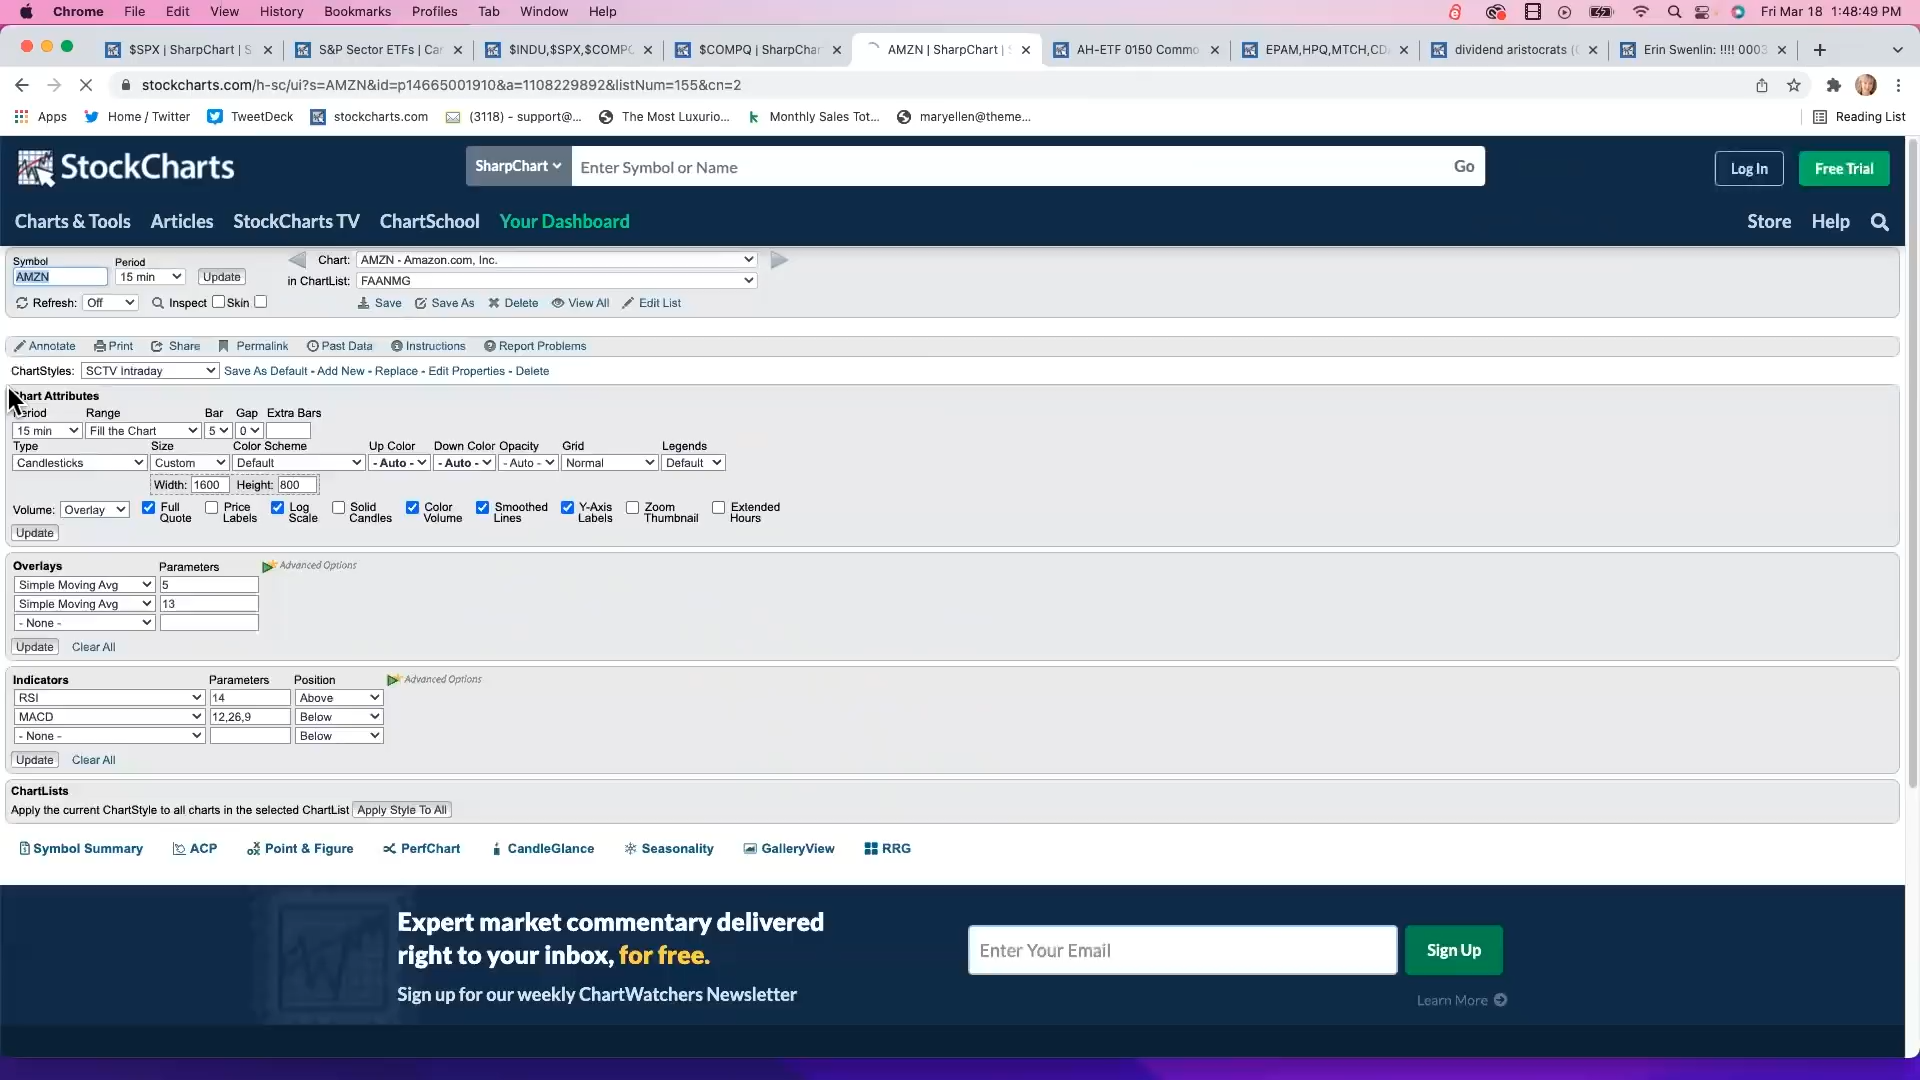 Chrome File Edit View History Bookmarks Profiles Tab Window Help Fri Mar 18 1:48:49 PM
$SPX | SharpChart | S S&P Sector ETFs | Ca $INDU,$SPX,$COMP $COMPQ | SharpChar AMZN | SharpChart | AH-ETF 0150 Commo EPAM,HPQ,MTCH,CD dividend aristocrats ( Erin Swenlin: !!!! 0003
stockcharts.com/h-sc/ui?s=AMZN&id=p14665001910&a=1108229892&listNum=155&cn=2
Apps Home / Twitter TweetDeck stockcharts.com (3118) - support@... The Most Luxurio... Monthly Sales Tot... maryellen@theme... Reading List
StockCharts SharpChart Enter Symbol or Name Go Log In Free Trial
Charts & Tools Articles StockCharts TV ChartSchool Your Dashboard Store Help
Symbol Period Chart: AMZN - Amazon.com, Inc.
AMZN 15 min Update in ChartList: FAANMG
Refresh: Off Inspect Skin Save Save As Delete View All Edit List
Annotate Print Share Permalink Past Data Instructions Report Problems
ChartStyles: SCTV Intraday Save As Default - Add New - Replace - Edit Properties - Delete
Chart Attributes
Period Range Bar Gap Extra Bars
15 min Fill the Chart 5 0
Type Size Color Scheme Up Color Down Color Opacity Grid Legends
Candlesticks Custom Default - Auto - - Auto - - Auto - Normal Default
Width: 1600 Height: 800
Volume: Overlay Full Quote Price Labels Log Scale Solid Candles Color Volume Smoothed Lines Y-Axis Labels Zoom Thumbnail Extended Hours
Update
Overlays Parameters Advanced Options
Simple Moving Avg 5
Simple Moving Avg 13
- None -
Update Clear All
Indicators Parameters Position Advanced Options
RSI 14 Above
MACD 12,26,9 Below
- None - Below
Update Clear All
ChartLists
Apply the current ChartStyle to all charts in the selected ChartList Apply Style To All
Symbol Summary ACP Point & Figure PerfChart CandleGlance Seasonality GalleryView RRG
Expert market commentary delivered
right to your inbox, for free.
Enter Your Email Sign Up
Sign up for our weekly ChartWatchers Newsletter
Learn More